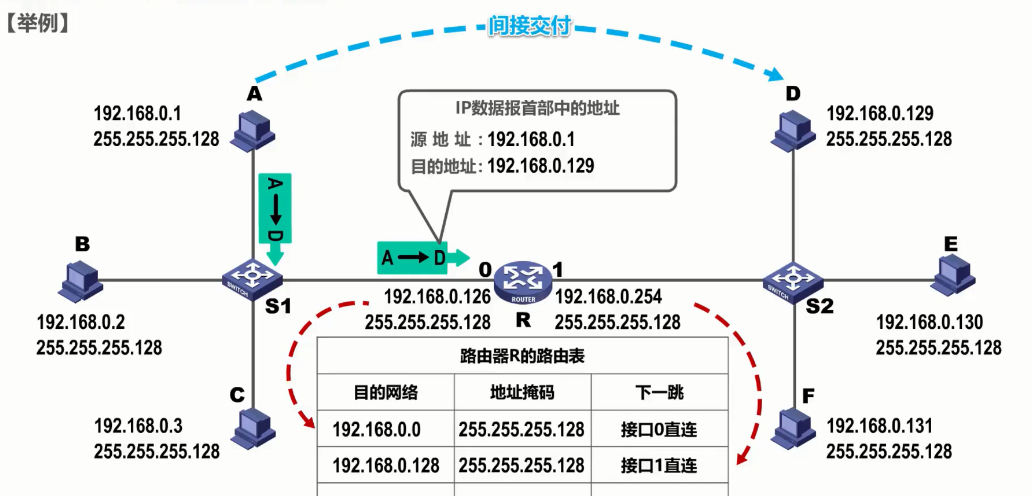 【举例】
间接交付
A
192.168.0.1
255.255.255.128
D
192.168.0.129
255.255.255.128
IP数据报首部中的地址
源 地 址 : 192.168.0.1
目的地址: 192.168.0.129
A → D
A → D
B
192.168.0.2
255.255.255.128
SWITCH
S1
0
1
ROUTER
R
192.168.0.126
255.255.255.128
192.168.0.254
255.255.255.128
SWITCH
S2
E
192.168.0.130
255.255.255.128
C
192.168.0.3
255.255.255.128
F
192.168.0.131
255.255.255.128
路由器R的路由表
目的网络 地址掩码 下一跳
192.168.0.0 255.255.255.128 接口0直连
192.168.0.128 255.255.255.128 接口1直连